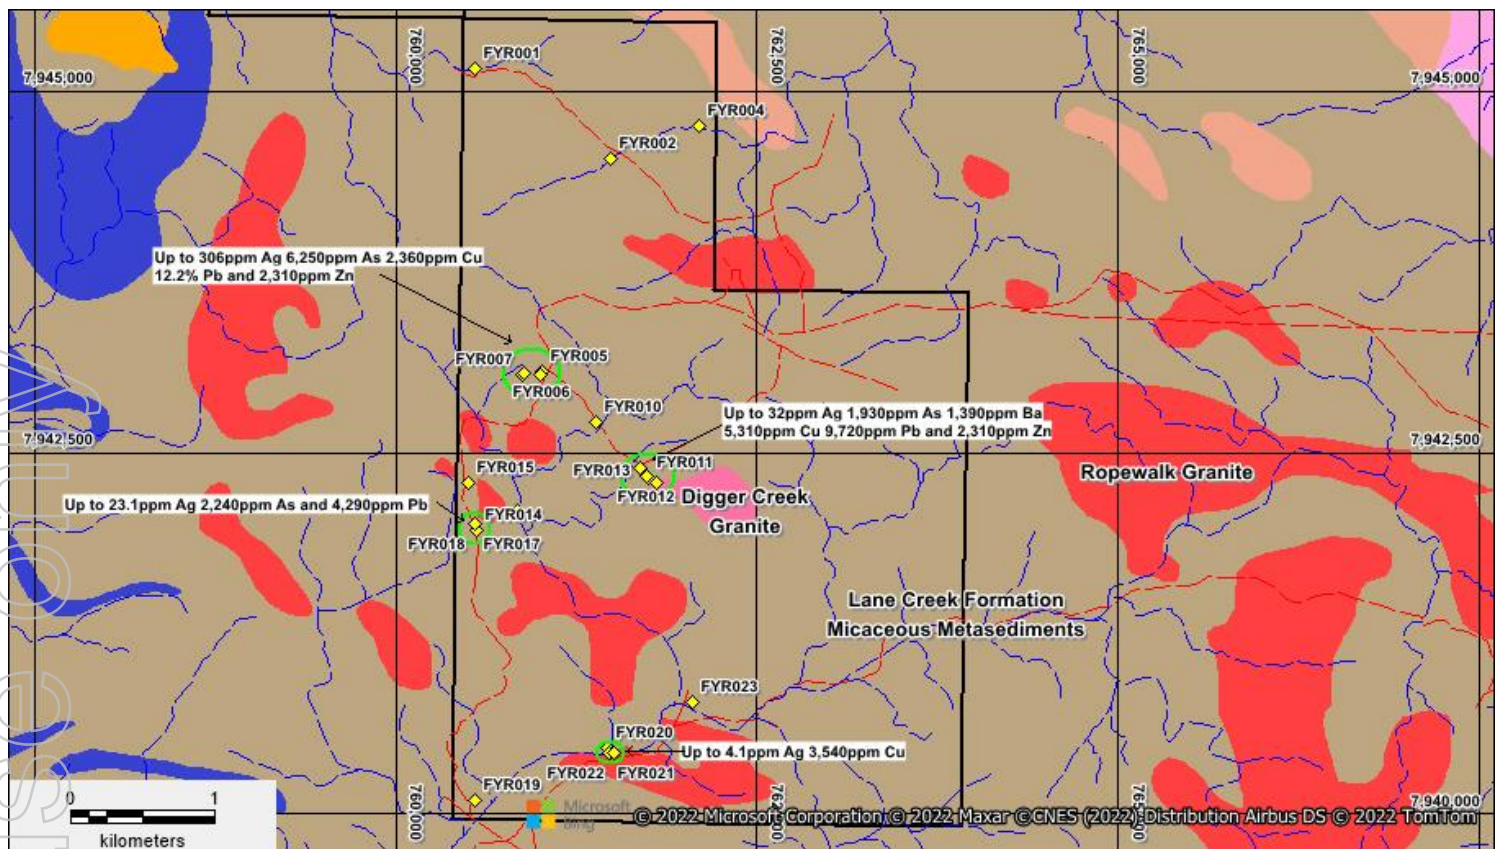 760,000
762,500
765,000
FYR001
7,945,000
7,945,000
FYR004
FYR002
Up to 306ppm Ag 6,250ppm As 2,360ppm Cu
12.2% Pb and 2,310ppm Zn
FYR007
FYR005
FYR006
FYR010
Up to 32ppm Ag 1,930ppm As 1,390ppm Ba
5,310ppm Cu 9,720ppm Pb and 2,310ppm Zn
7,942,500
7,942,500
FYR015
FYR013
FYR011
FYR012
Ropewalk Granite
Digger Creek
Granite
Up to 23.1ppm Ag 2,240ppm As and 4,290ppm Pb
FYR014
FYR018
FYR017
Lane Creek Formation
Micaceous Metasediments
FYR023
FYR020
Up to 4.1ppm Ag 3,540ppm Cu
FYR022
FYR021
FYR019
760,000
7,940,000
0 1
kilometers
Microsoft
Bing
© 2022 Microsoft Corporation © 2022 Maxar ©CNES (2022) Distribution Airbus DS © 2022 TomTom